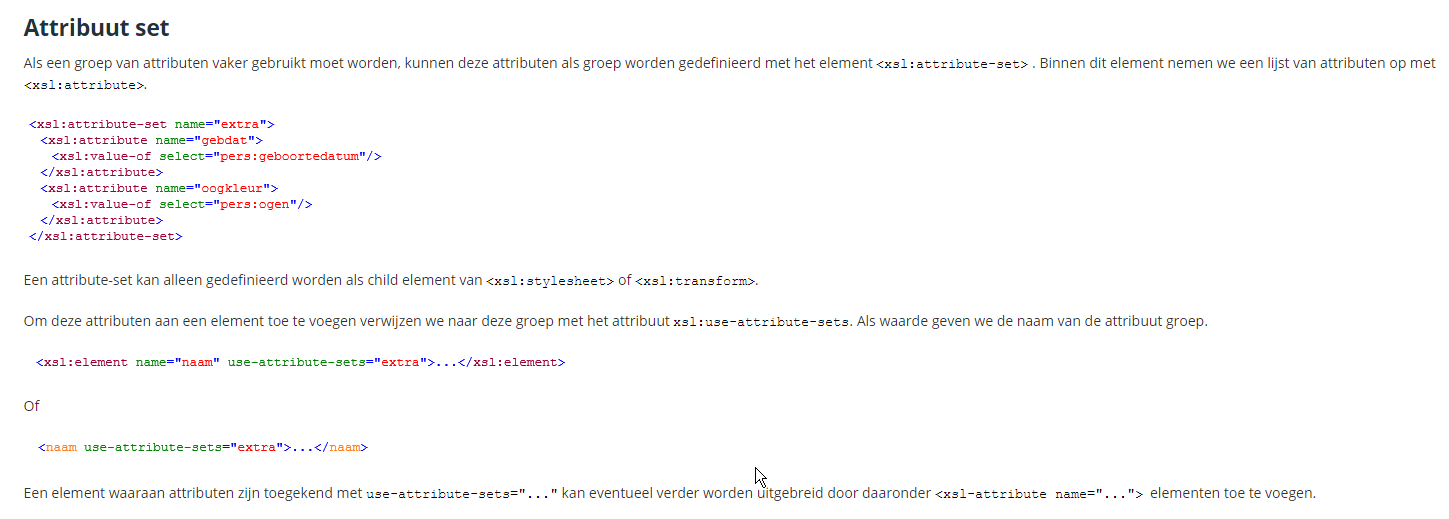 Attribuut set
Als een groep van attributen vaker gebruikt moet worden, kunnen deze attributen als groep worden gedefinieerd met het element <xsl:attribute-set> . Binnen dit element nemen we een lijst van attributen op met
<xsl:attribute>.
<xsl:attribute-set name="extra">
<xsl:attribute name="gebdat">
<xsl:value-of select="pers:geboortedatum"/>
</xsl:attribute>
<xsl:attribute name="oogkleur">
<xsl:value-of select="pers:ogen"/>
</xsl:attribute>
</xsl:attribute-set>
Een attribute-set kan alleen gedefinieerd worden als child element van <xsl:stylesheet> of <xsl:transform>.
Om deze attributen aan een element toe te voegen verwijzen we naar deze groep met het attribuut xsl:use-attribute-sets. Als waarde geven we de naam van de attribuut groep.
<xsl:element name="naam" use-attribute-sets="extra">...</xsl:element>
Of
<naam use-attribute-sets="extra">...</naam>
Een element waaraan attributen zijn toegekend met use-attribute-sets="..." kan eventueel verder worden uitgebreid door daaronder <xsl-attribute name="..."> elementen toe te voegen.